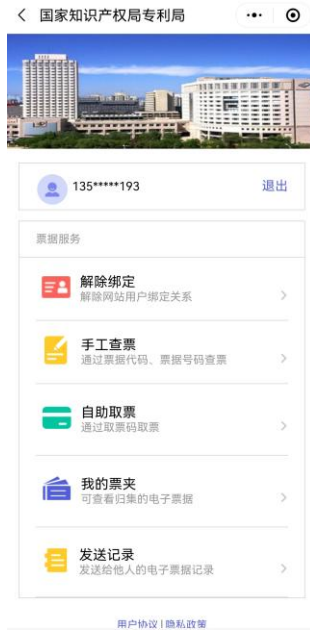 国家知识产权局专利局
135*****193
退出
票据服务
解除绑定
解除网站用户绑定关系
手工查票
通过票据代码、票据号码查票
自助取票
通过取票码取票
我的票夹
可查看归集的电子票据
发送记录
发送给他人的电子票据记录
用户协议 | 隐私政策